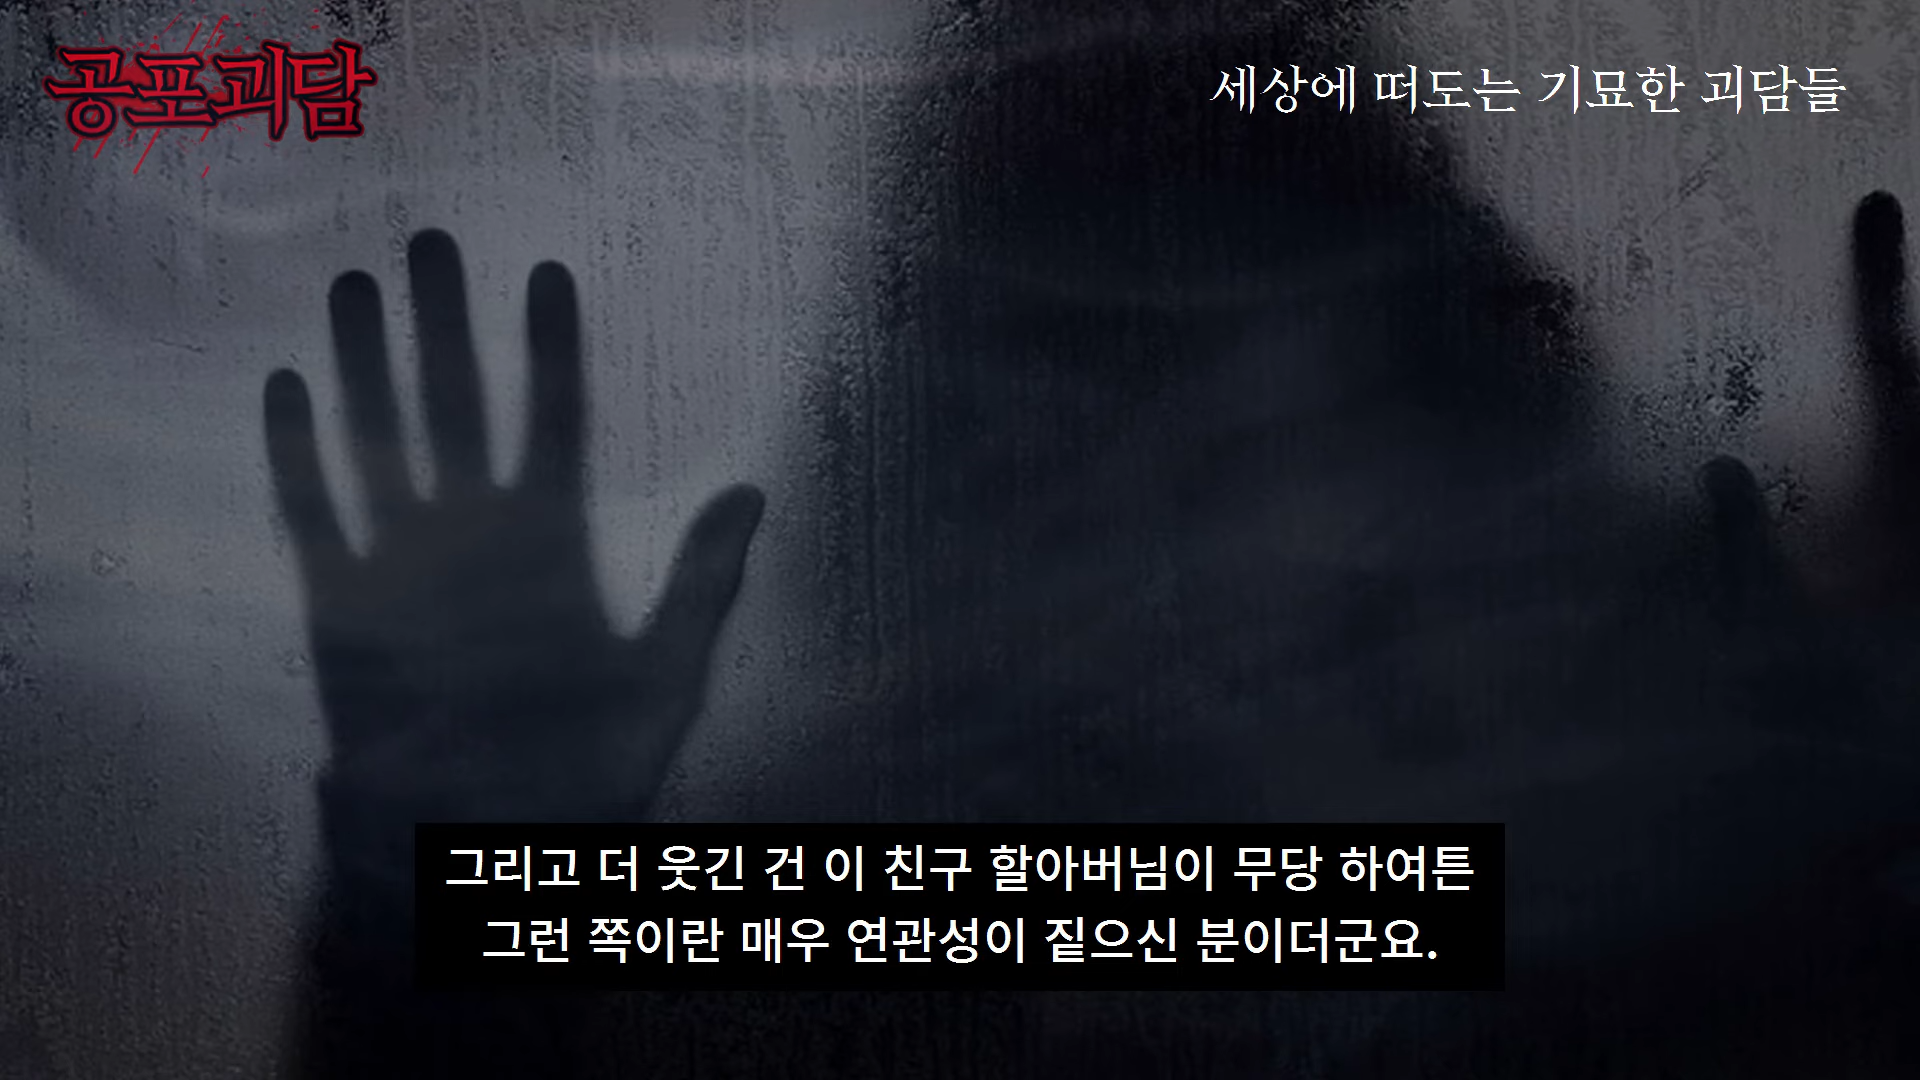 공포괴담
세상에 떠도는 기묘한 괴담들
그리고 더 웃긴 건 이 친구 할아버님이 무당 하여튼
그런 쪽이란 매우 연관성이 짙으신 분이더군요.